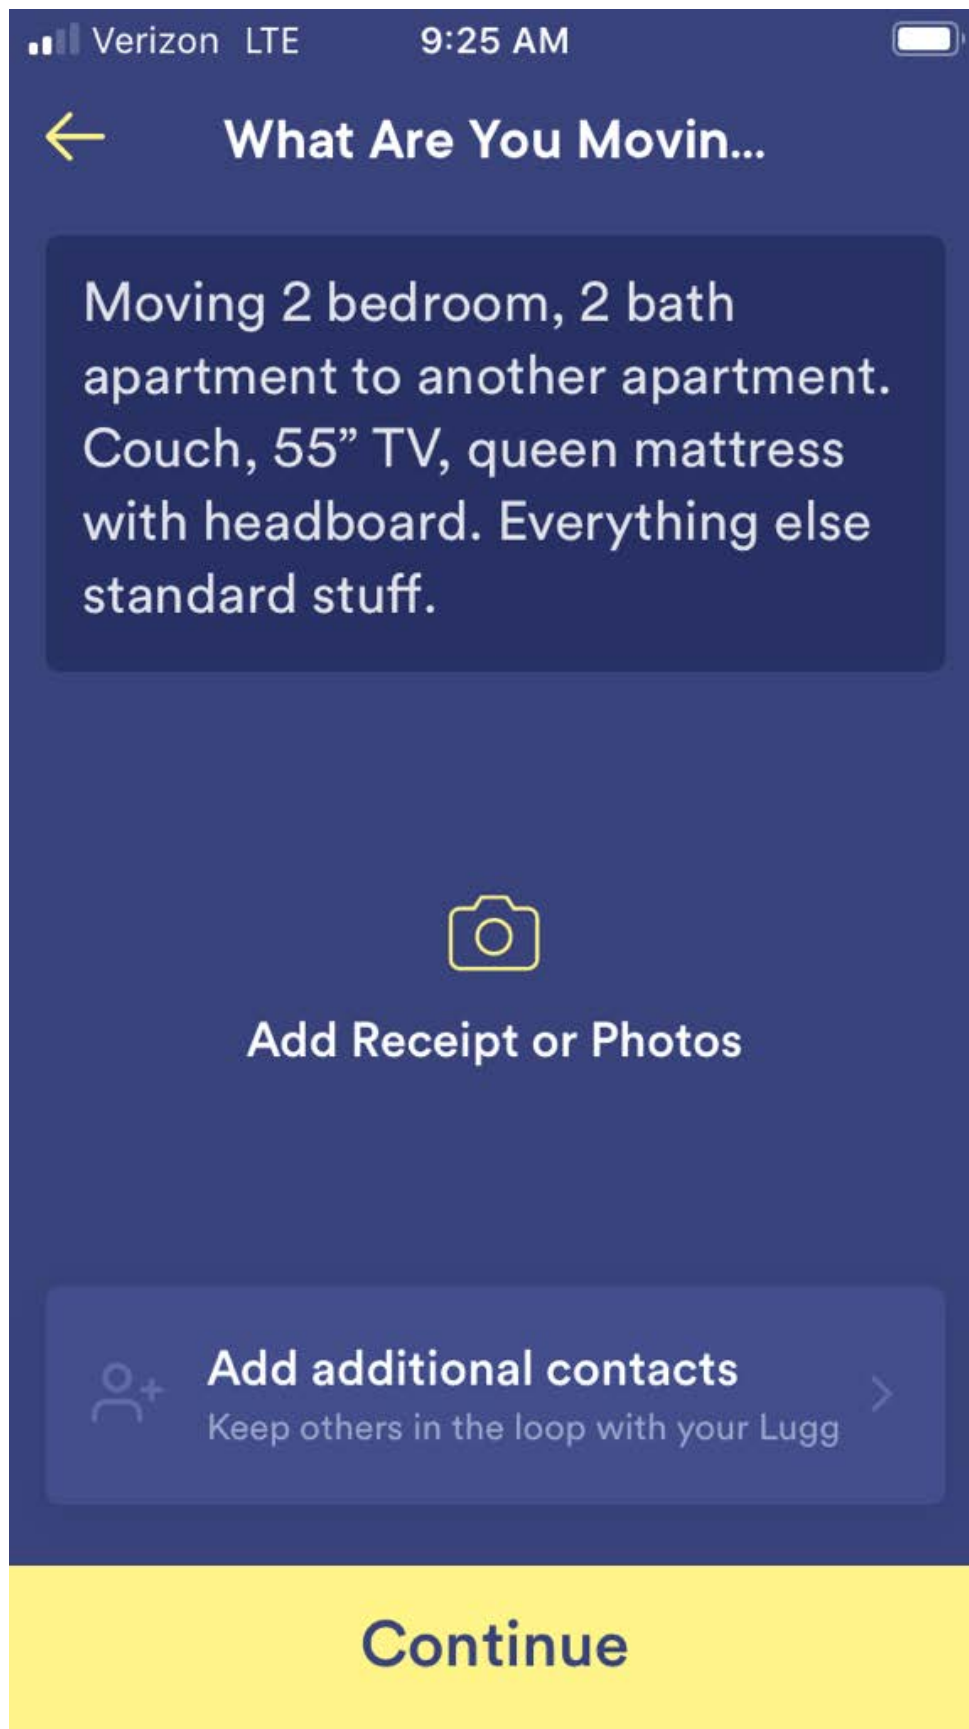 Verizon LTE 9:25 AM
What Are You Movin...
Moving 2 bedroom, 2 bath
apartment to another apartment.
Couch, 55” TV, queen mattress
with headboard. Everything else
standard stuff.
Add Receipt or Photos
Add additional contacts
Keep others in the loop with your Lugg
Continue